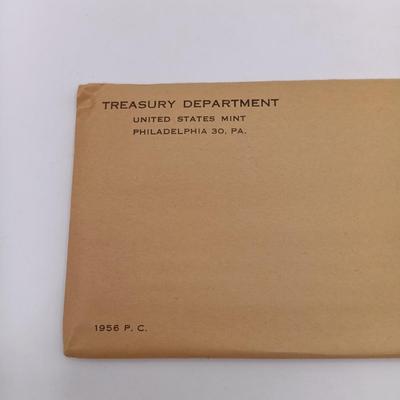 TREASURY DEPARTMENT
UNITED STATES MINT
PHILADELPHIA 30, PA.
1956 P. C.